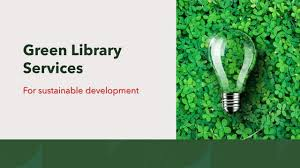 Green Library
Services
For sustainable development